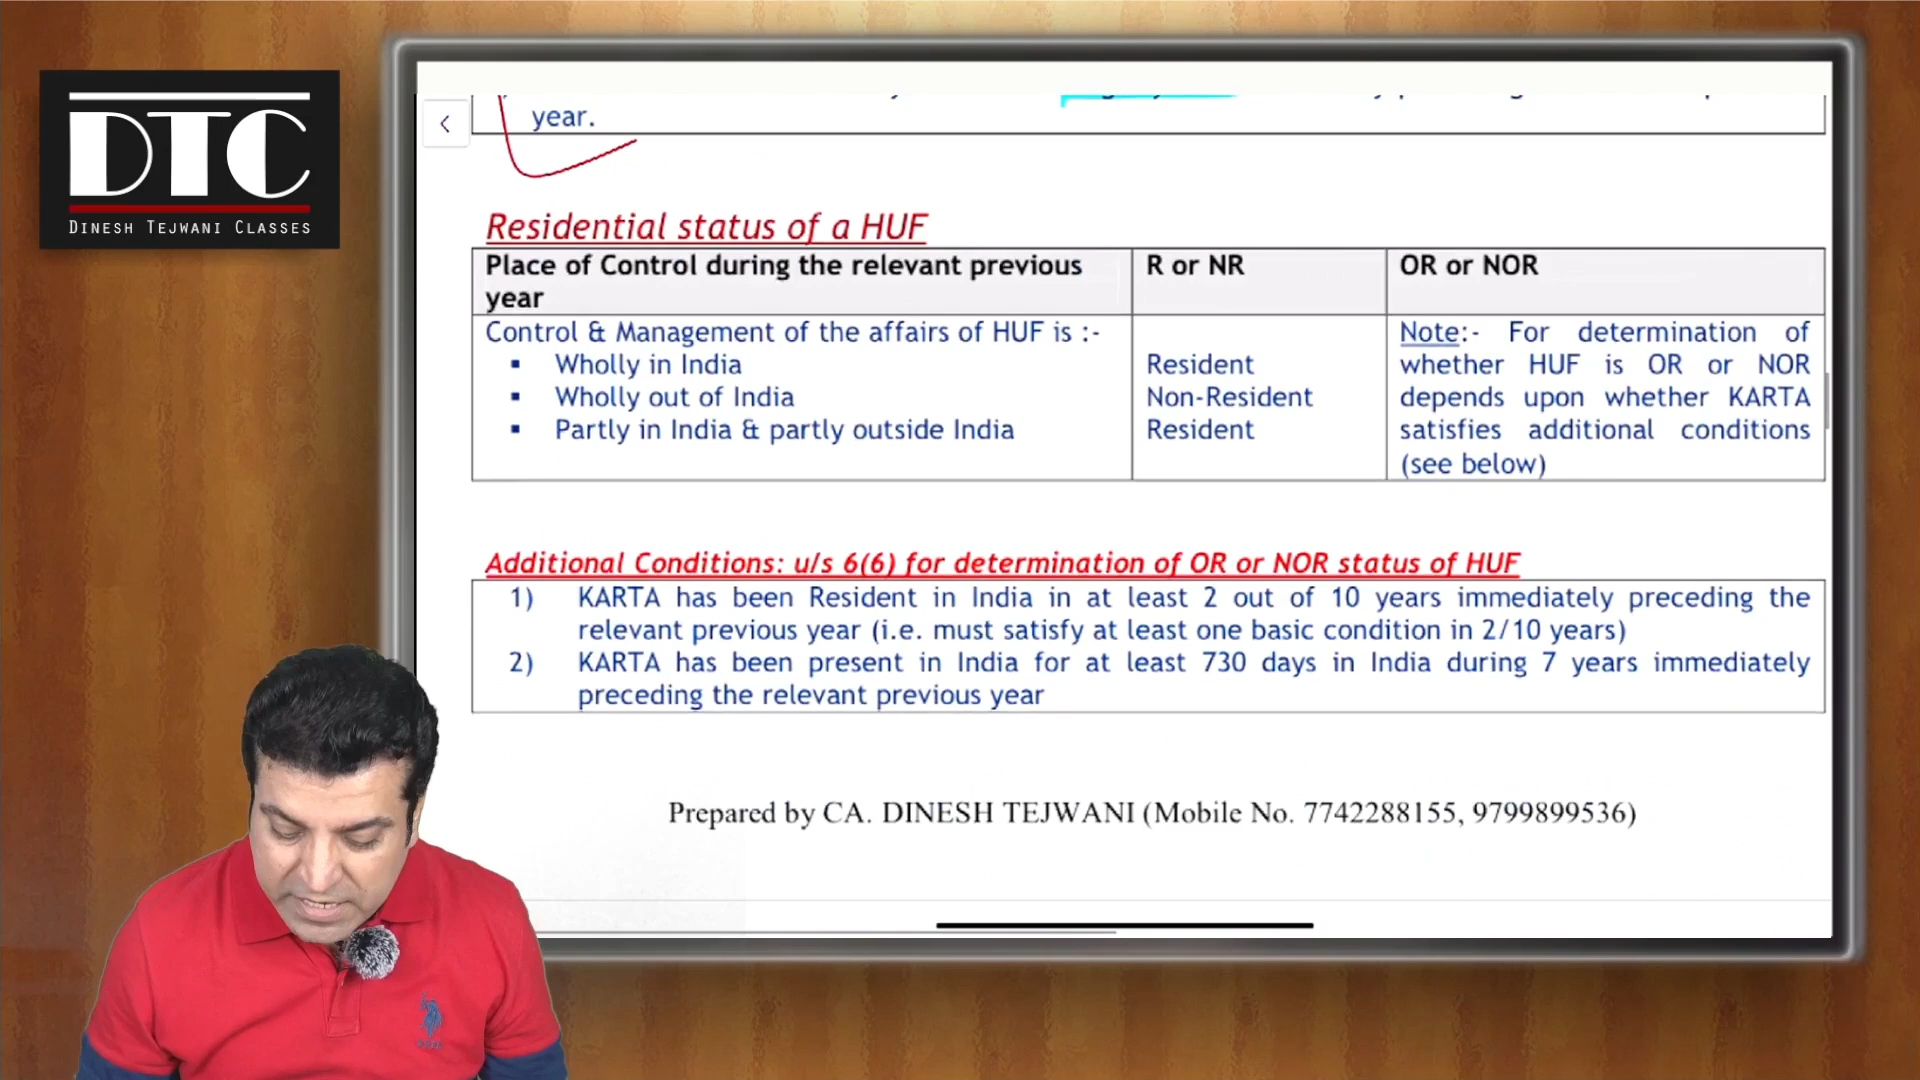 DTC
DINESH TEJWANI CLASSES
year.
Residential status of a HUF
Place of Control during the relevant previous
year
R or NR
OR or NOR
Control & Management of the affairs of HUF is :-
▪ Wholly in India
▪ Wholly out of India
▪ Partly in India & partly outside India
Resident
Non-Resident
Resident
Note:- For determination of
whether HUF is OR or NOR
depends upon whether KARTA
satisfies additional conditions
(see below)
Additional Conditions: u/s 6(6) for determination of OR or NOR status of HUF
1) KARTA has been Resident in India in at least 2 out of 10 years immediately preceding the
relevant previous year (i.e. must satisfy at least one basic condition in 2/10 years)
2) KARTA has been present in India for at least 730 days in India during 7 years immediately
preceding the relevant previous year
Prepared by CA. DINESH TEJWANI (Mobile No. 7742288155, 9799899536)